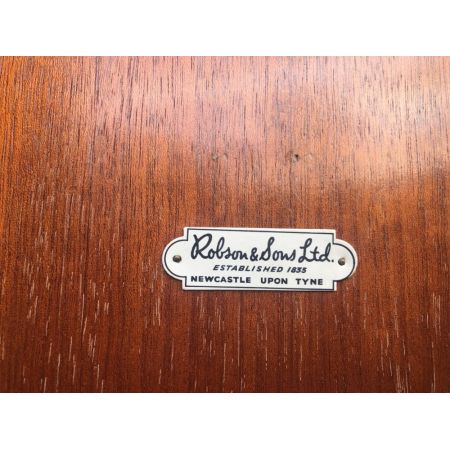 Robson & Sons Ltd.
ESTABLISHED 1835
NEWCASTLE UPON TYNE